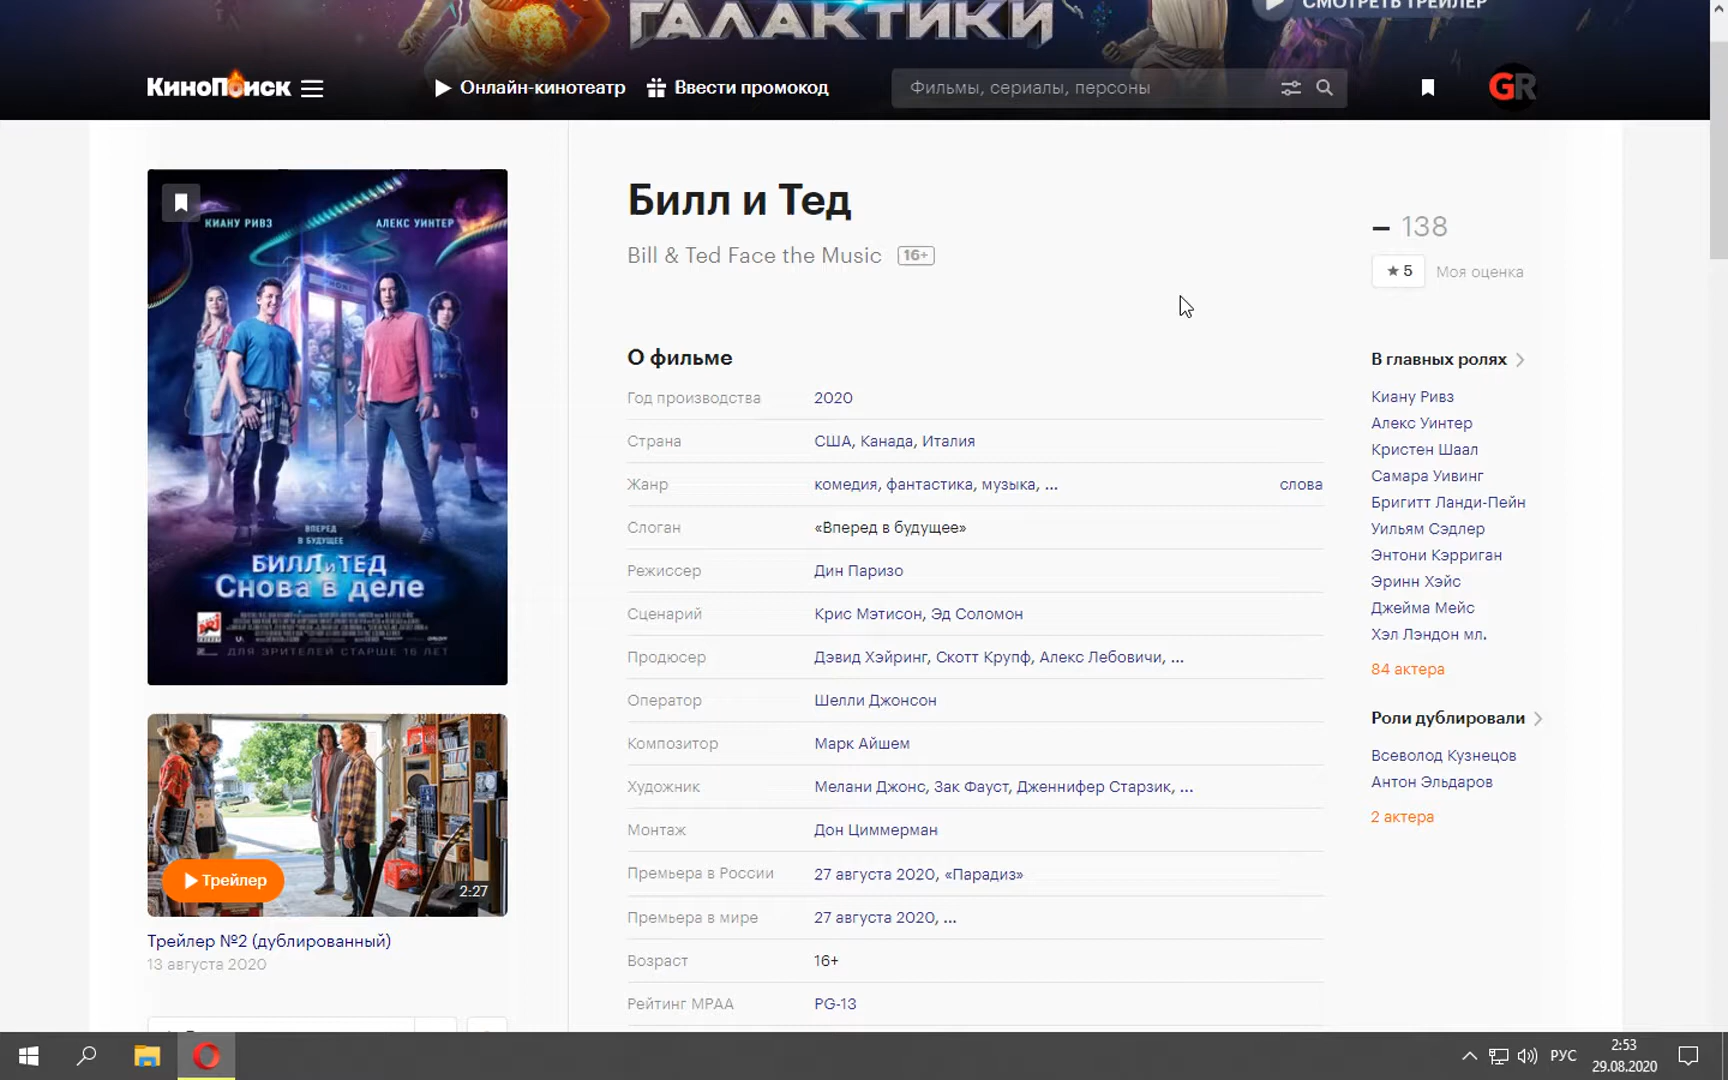 ГАЛАКТИКИ
СМОТРЕТЬ ТРЕЙЛЕР
КиноПоиск
Онлайн-кинотеатр
Ввести промокод
Фильмы, сериалы, персоны
GR
КИАНУ РИВЗ
АЛЕКС УИНТЕР
PHONE
ВПЕРЕД
В БУДУЩЕЕ
БИЛЛ и ТЕД
Снова в деле
ДЛЯ ЗРИТЕЛЕЙ СТАРШЕ 16 ЛЕТ
Трейлер
2:27
Трейлер №2 (дублированный)
13 августа 2020
Билл и Тед
Bill & Ted Face the Music 16+
О фильме
Год производства 2020
Страна США, Канада, Италия
Жанр комедия, фантастика, музыка, ... слова
Слоган «Вперед в будущее»
Режиссер Дин Паризо
Сценарий Крис Мэтисон, Эд Соломон
Продюсер Дэвид Хэйринг, Скотт Крупф, Алекс Лебовичи, ...
Оператор Шелли Джонсон
Композитор Марк Айшем
Художник Мелани Джонс, Зак Фауст, Дженнифер Старзик, ...
Монтаж Дон Циммерман
Премьера в России 27 августа 2020, «Парадиз»
Премьера в мире 27 августа 2020, ...
Возраст 16+
Рейтинг MPAA PG-13
– 138
★ 5 Моя оценка
В главных ролях
Киану Ривз
Алекс Уинтер
Кристен Шаал
Самара Уивинг
Бригитт Ланди-Пейн
Уильям Сэдлер
Энтони Кэрриган
Эринн Хэйс
Джейма Мейс
Хэл Лэндон мл.
84 актера
Роли дублировали
Всеволод Кузнецов
Антон Эльдаров
2 актера
РУС
2:53
29.08.2020